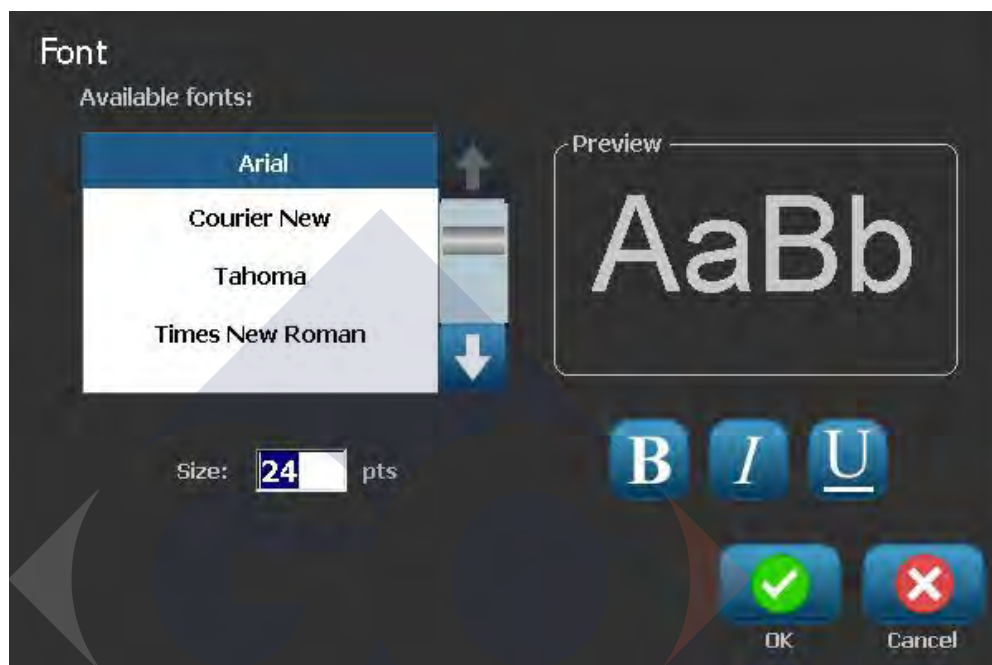 Font
Available fonts:
Arial
Courier New
Tahoma
Times New Roman
Preview
AaBb
Size: 24 pts
B I U
OK Cancel